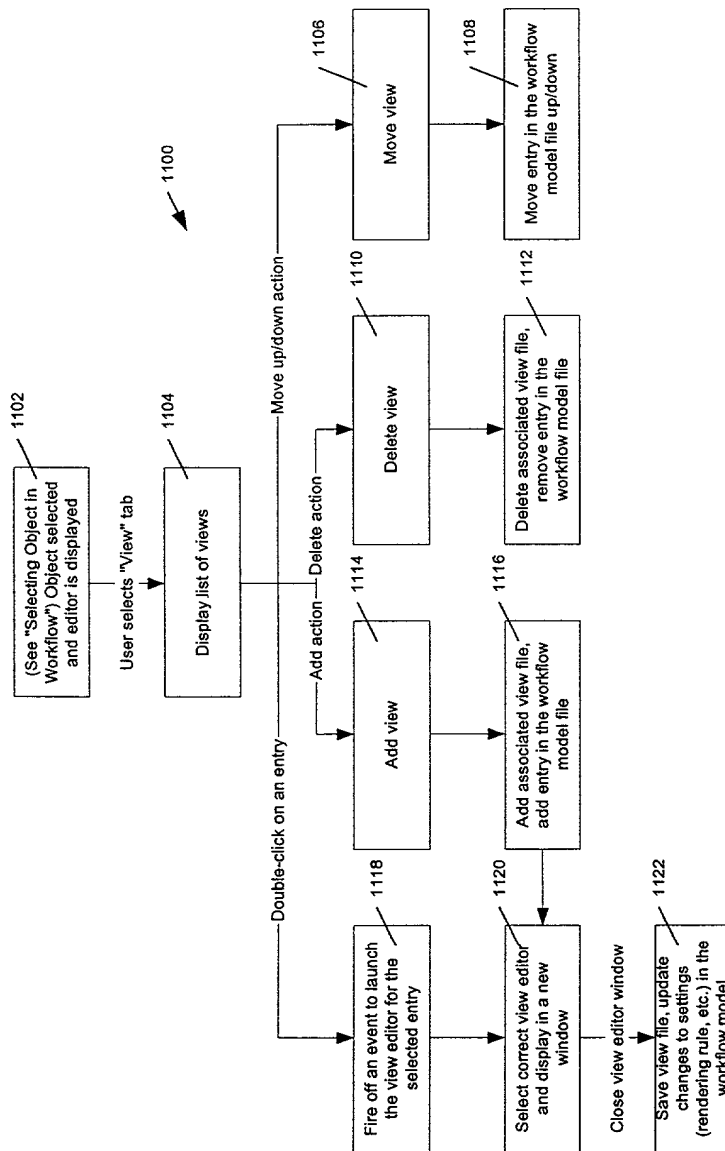 1100
1102
(See "Selecting Object in
Workflow") Object selected
and editor is displayed
User selects "View" tab
1104
Display list of views
Double-click on an entry
Add action
Delete action
Move up/down action
1118
Fire off an event to launch
the view editor for the
selected entry
1114
Add view
1110
Delete view
1106
Move view
1120
Select correct view editor
and display in a new
window
1116
Add associated view file,
add entry in the workflow
model file
1112
Delete associated view file,
remove entry in the
workflow model file
1108
Move entry in the workflow
model file up/down
Close view editor window
1122
Save view file, update
changes to settings
(rendering rule, etc.) in the
workflow model